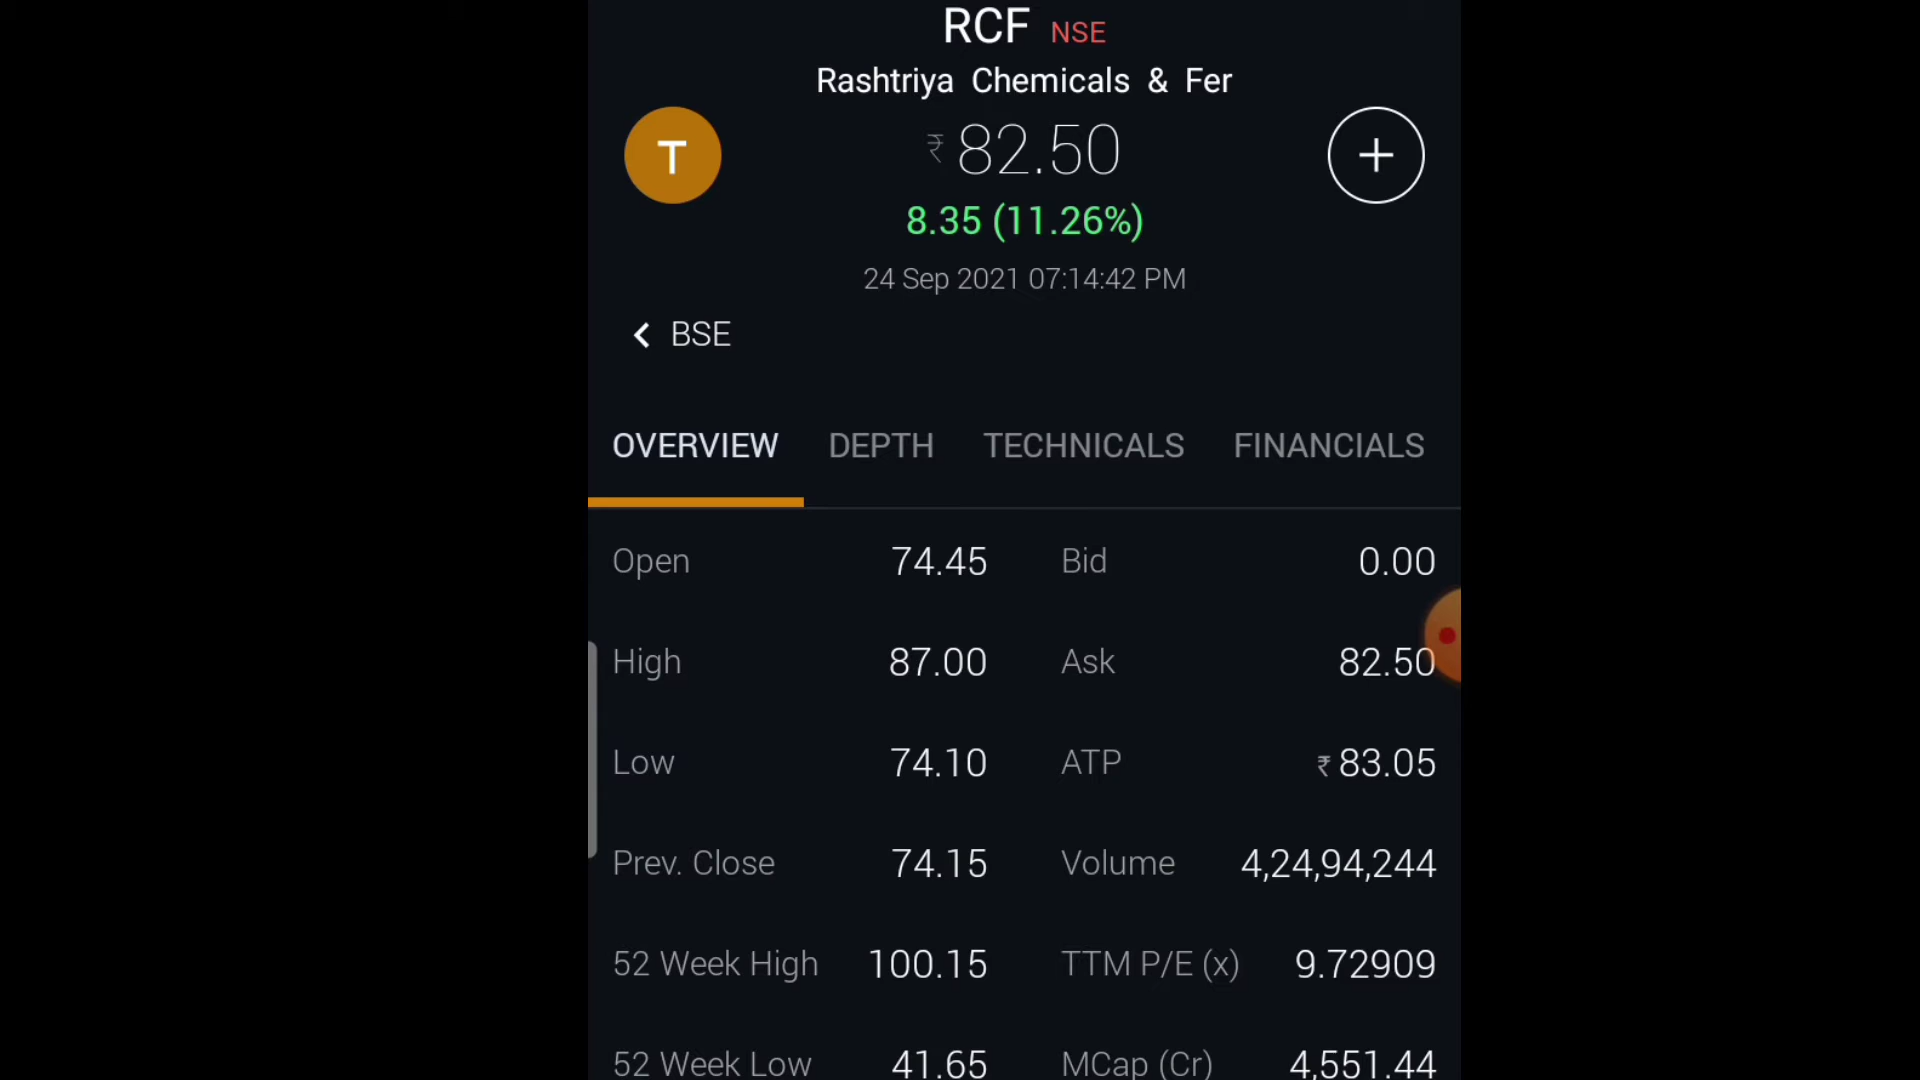 RCF NSE
Rashtriya Chemicals & Fer
T
₹ 82.50
+
8.35 (11.26%)
24 Sep 2021 07:14:42 PM
BSE
OVERVIEW DEPTH TECHNICALS FINANCIALS
Open 74.45 Bid 0.00
High 87.00 Ask 82.50
Low 74.10 ATP ₹ 83.05
Prev. Close 74.15 Volume 4,24,94,244
52 Week High 100.15 TTM P/E (x) 9.72909
52 Week Low 41.65 MCap (Cr) 4,551.44